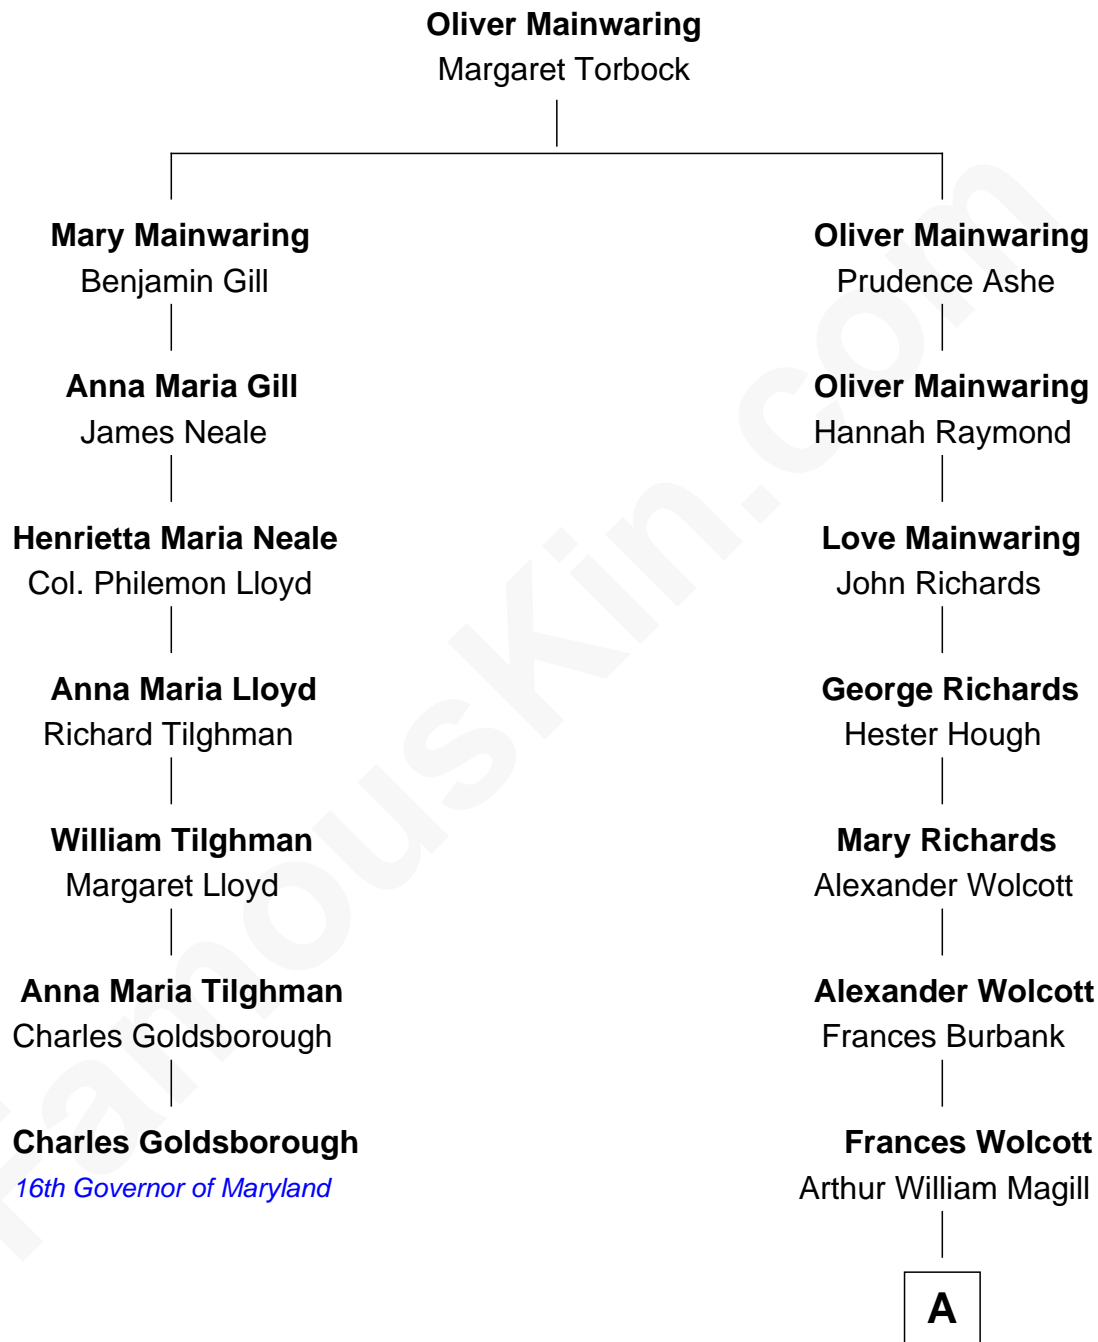 Oliver Mainwaring
Margaret Torbock
Mary Mainwaring
Benjamin Gill
Anna Maria Gill
James Neale
Henrietta Maria Neale
Col. Philemon Lloyd
Anna Maria Lloyd
Richard Tilghman
William Tilghman
Margaret Lloyd
Anna Maria Tilghman
Charles Goldsborough
Charles Goldsborough
16th Governor of Maryland
Oliver Mainwaring
Prudence Ashe
Oliver Mainwaring
Hannah Raymond
Love Mainwaring
John Richards
George Richards
Hester Hough
Mary Richards
Alexander Wolcott
Alexander Wolcott
Frances Burbank
Frances Wolcott
Arthur William Magill
A
FamousKin.com